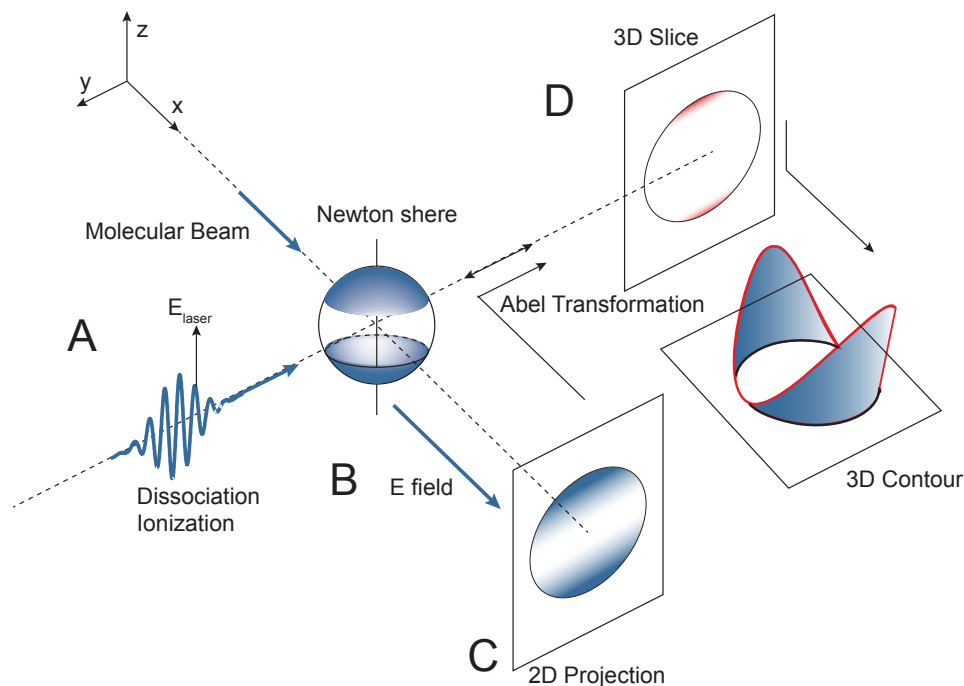 z
y
x
3D Slice
D
Molecular Beam
Newton shere
Abel Transformation
A
E laser
B
E field
Dissociation
Ionization
3D Contour
C
2D Projection